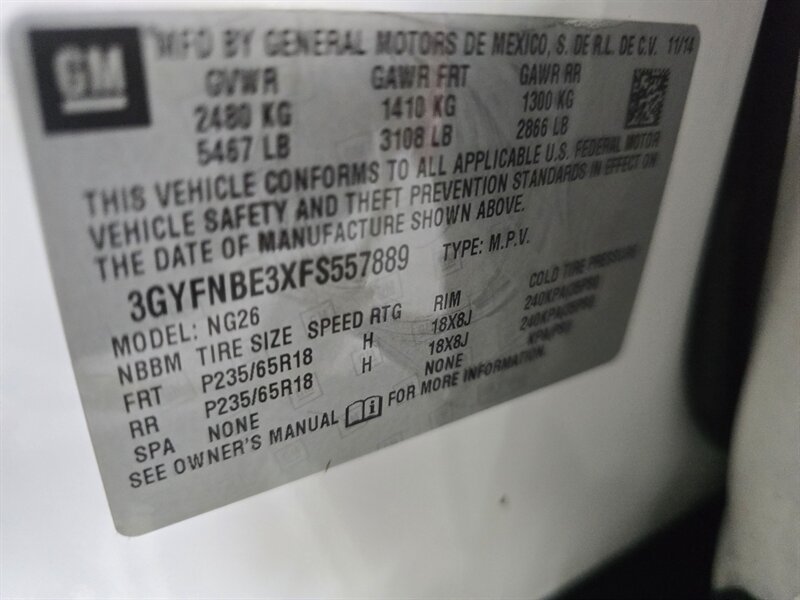 GM
MFD BY GENERAL MOTORS DE MEXICO, S. DE R.L. DE C.V. 11/14
GVWR GAWR FRT GAWR RR
2480 KG 1410 KG 1300 KG
5467 LB 3108 LB 2866 LB
THIS VEHICLE CONFORMS TO ALL APPLICABLE U.S. FEDERAL MOTOR
VEHICLE SAFETY AND THEFT PREVENTION STANDARDS IN EFFECT ON
THE DATE OF MANUFACTURE SHOWN ABOVE.
3GYFNBE3XFS557889 TYPE: M.P.V.
MODEL: NG26
NBBM TIRE SIZE SPEED RTG RIM COLD TIRE PRESSURE
FRT P235/65R18 H 18X8J
RR P235/65R18 H 18X8J
SPA NONE NONE
SEE OWNER'S MANUAL FOR MORE INFORMATION.